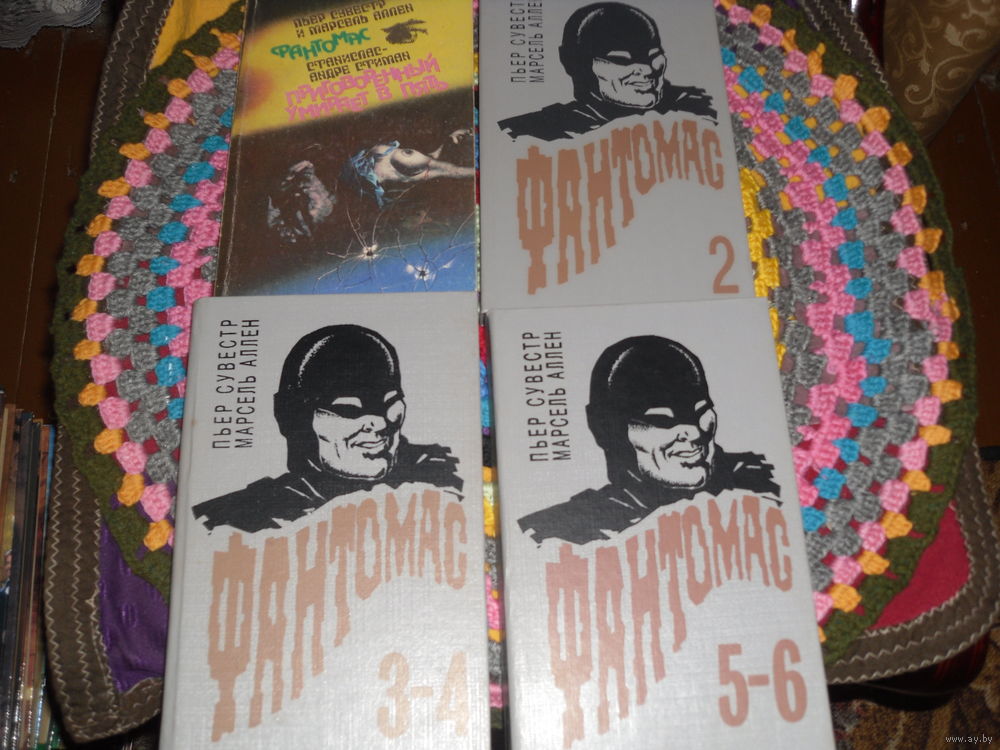 ПЬЕР СУВЕСТР
И МАРСЕЛЬ АЛЛЕН
ФАНТОМАС
СТАНИСЛАС-
АНДРЕ СТИМАН
ПРИГОВОРЕННЫЙ
УМИРАЕТ В ПЯТЬ
ПЬЕР СУВЕСТР
МАРСЕЛЬ АЛЛЕН
ФАНТОМАС
2
ПЬЕР СУВЕСТР
МАРСЕЛЬ АЛЛЕН
ФАНТОМАС
3-4
ПЬЕР СУВЕСТР
МАРСЕЛЬ АЛЛЕН
ФАНТОМАС
5-6
www.ay.by